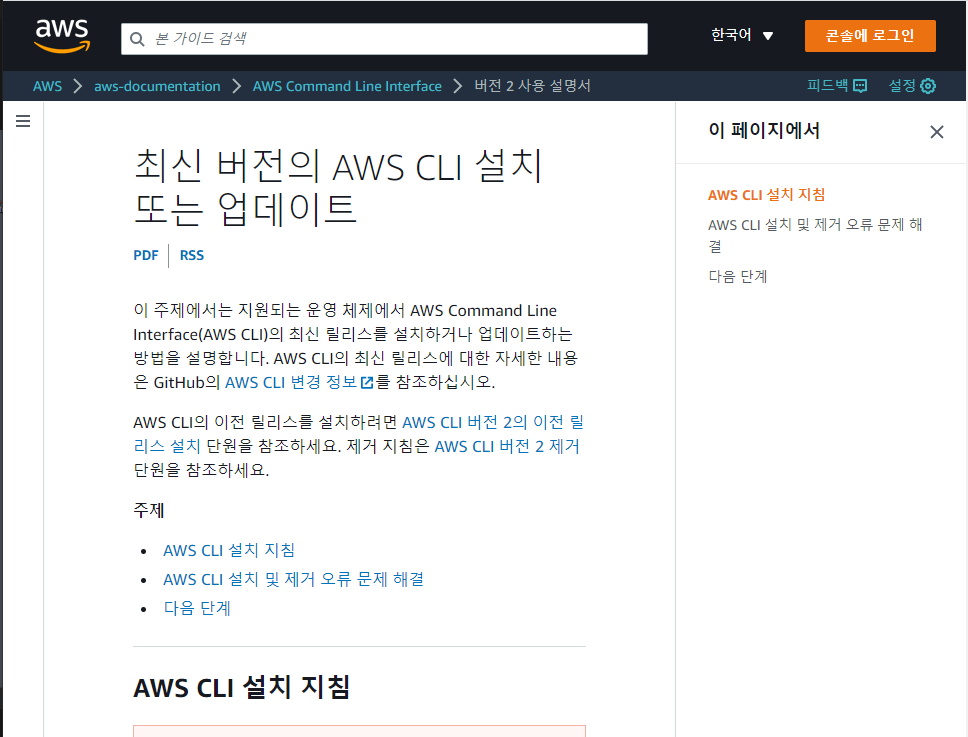 aws
본 가이드 검색
한국어
콘솔에 로그인
AWS > aws-documentation > AWS Command Line Interface > 버전 2 사용 설명서
피드백
설정
최신 버전의 AWS CLI 설치
또는 업데이트
PDF | RSS
이 주제에서는 지원되는 운영 체제에서 AWS Command Line
Interface(AWS CLI)의 최신 릴리스를 설치하거나 업데이트하는
방법을 설명합니다. AWS CLI의 최신 릴리스에 대한 자세한 내용
은 GitHub의 AWS CLI 변경 정보를 참조하십시오.
AWS CLI의 이전 릴리스를 설치하려면 AWS CLI 버전 2의 이전 릴
리스 설치 단원을 참조하세요. 제거 지침은 AWS CLI 버전 2 제거
단원을 참조하세요.
주제
• AWS CLI 설치 지침
• AWS CLI 설치 및 제거 오류 문제 해결
• 다음 단계
AWS CLI 설치 지침
이 페이지에서
AWS CLI 설치 지침
AWS CLI 설치 및 제거 오류 문제 해
결
다음 단계